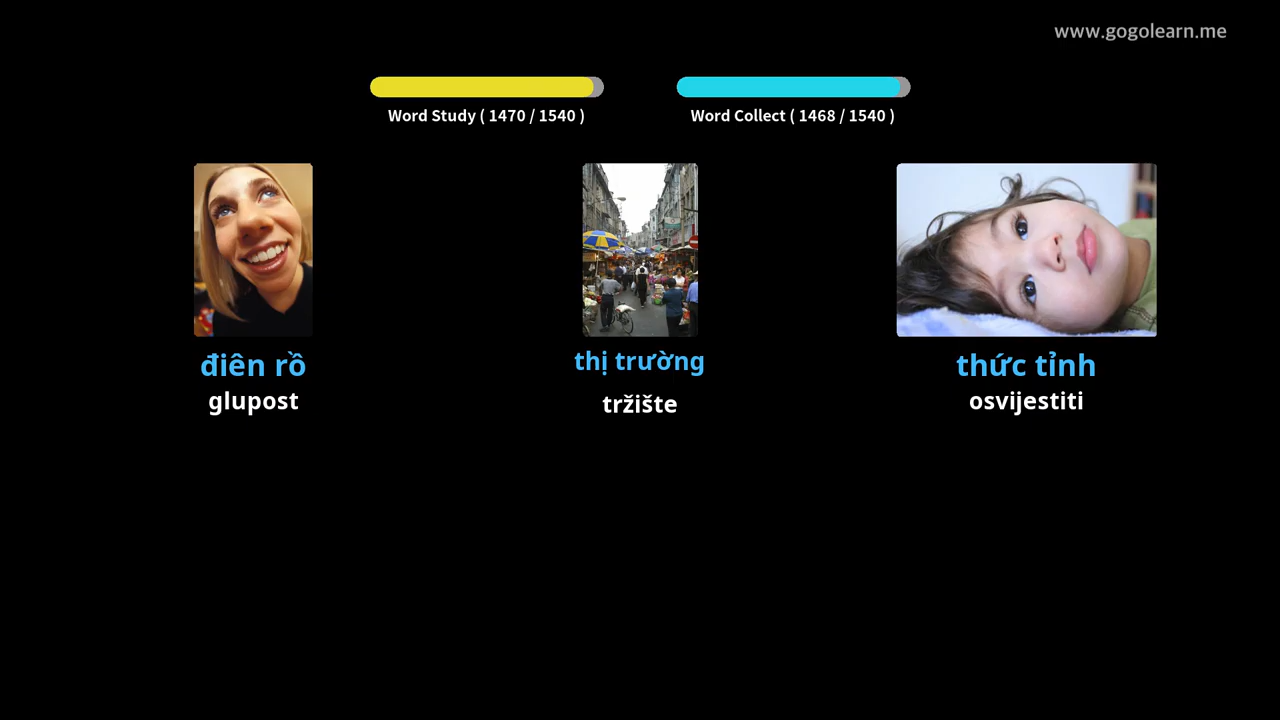 www.gogolearn.me
Word Study ( 1470 / 1540 )
Word Collect ( 1468 / 1540 )
điên rồ
glupost
thị trường
tržište
thức tỉnh
osvijestiti